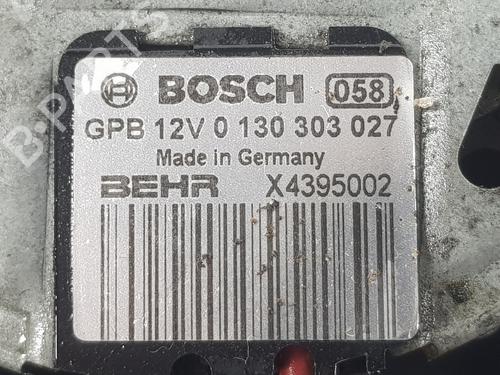 BOSCH 058
GPB 12V 0 130 303 027
Made in Germany
BEHR X4395002
B-PARTS